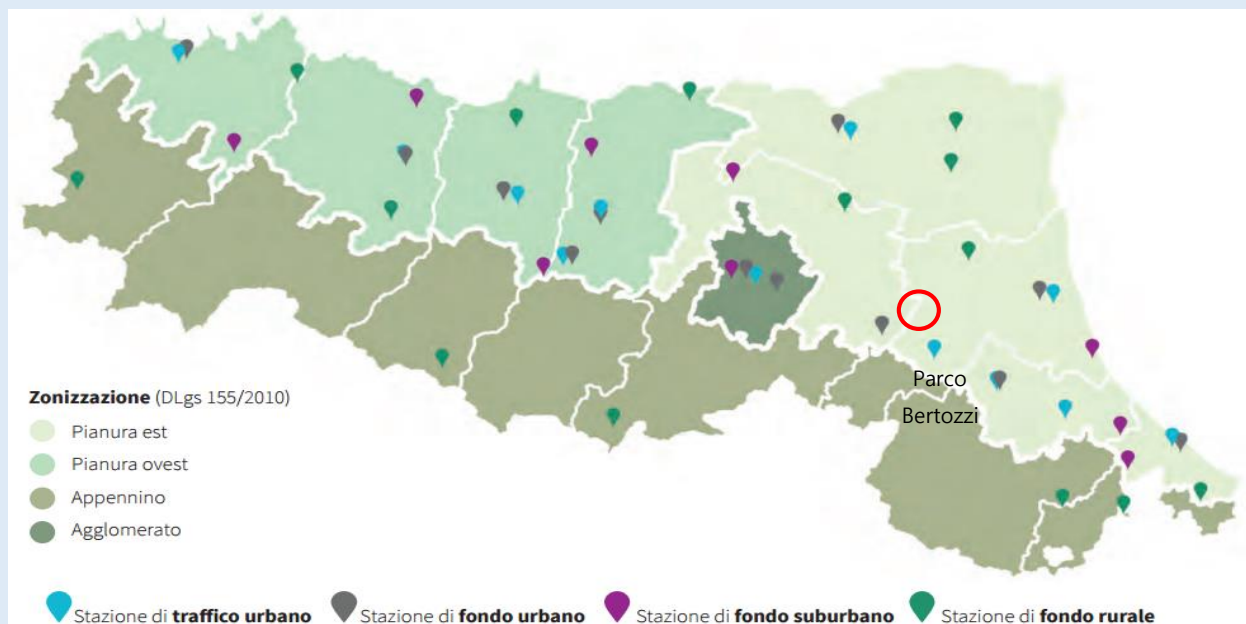 Parco
Bertozzi
Zonizzazione (DLgs 155/2010)
Pianura est
Pianura ovest
Appennino
Agglomerato
Stazione di traffico urbano
Stazione di fondo urbano
Stazione di fondo suburbano
Stazione di fondo rurale